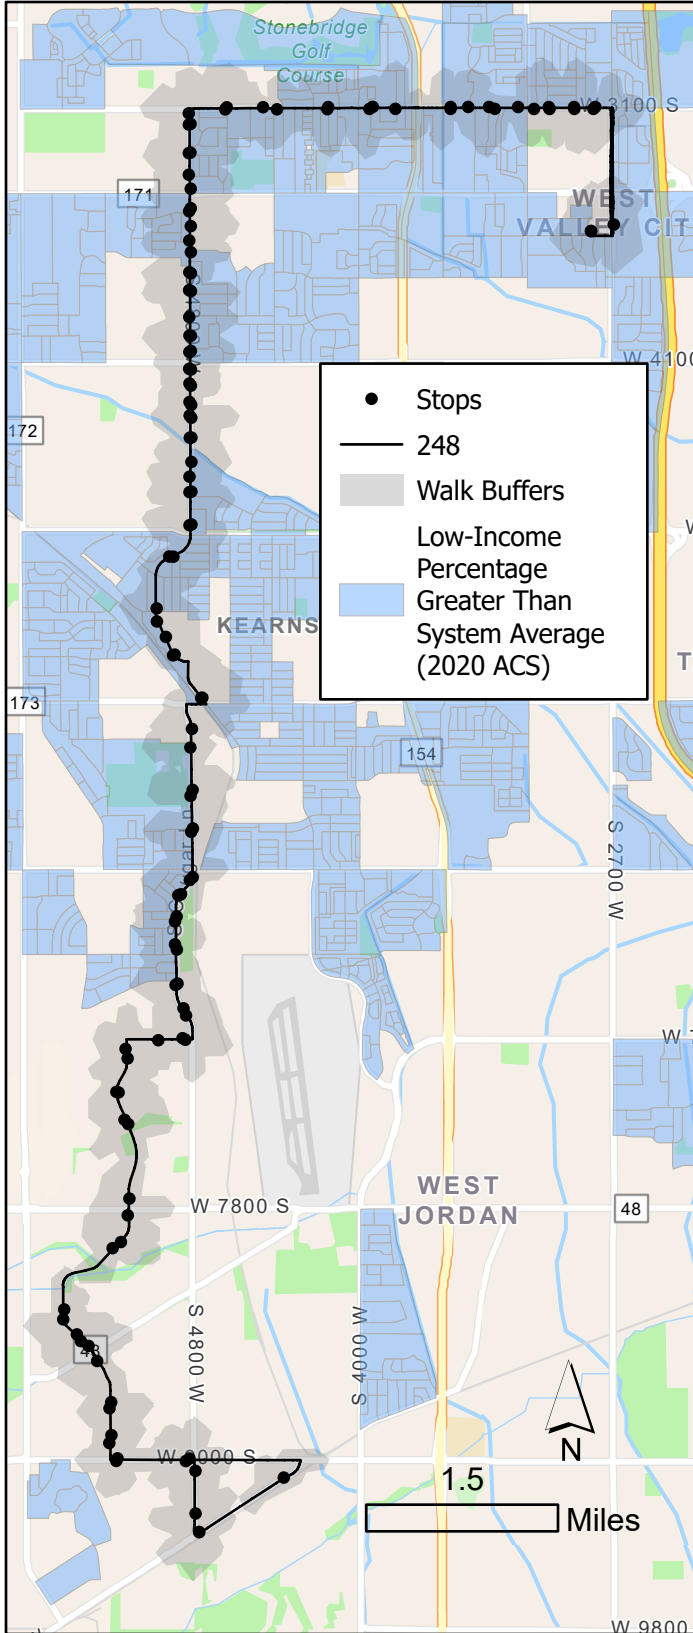 Stonebridge
Golf
Course
W 3100 S
171
WEST
VALLEY CIT
W 4100
172
Stops
248
Walk Buffers
Low-Income
Percentage
Greater Than
System Average
(2020 ACS)
W
KEARNS
T
173
154
S 2700 W
W 7
WEST
JORDAN
W 7800 S
48
S 4800 W
S 4000 W
48
W 9000 S
N
1.5
Miles
W 9800